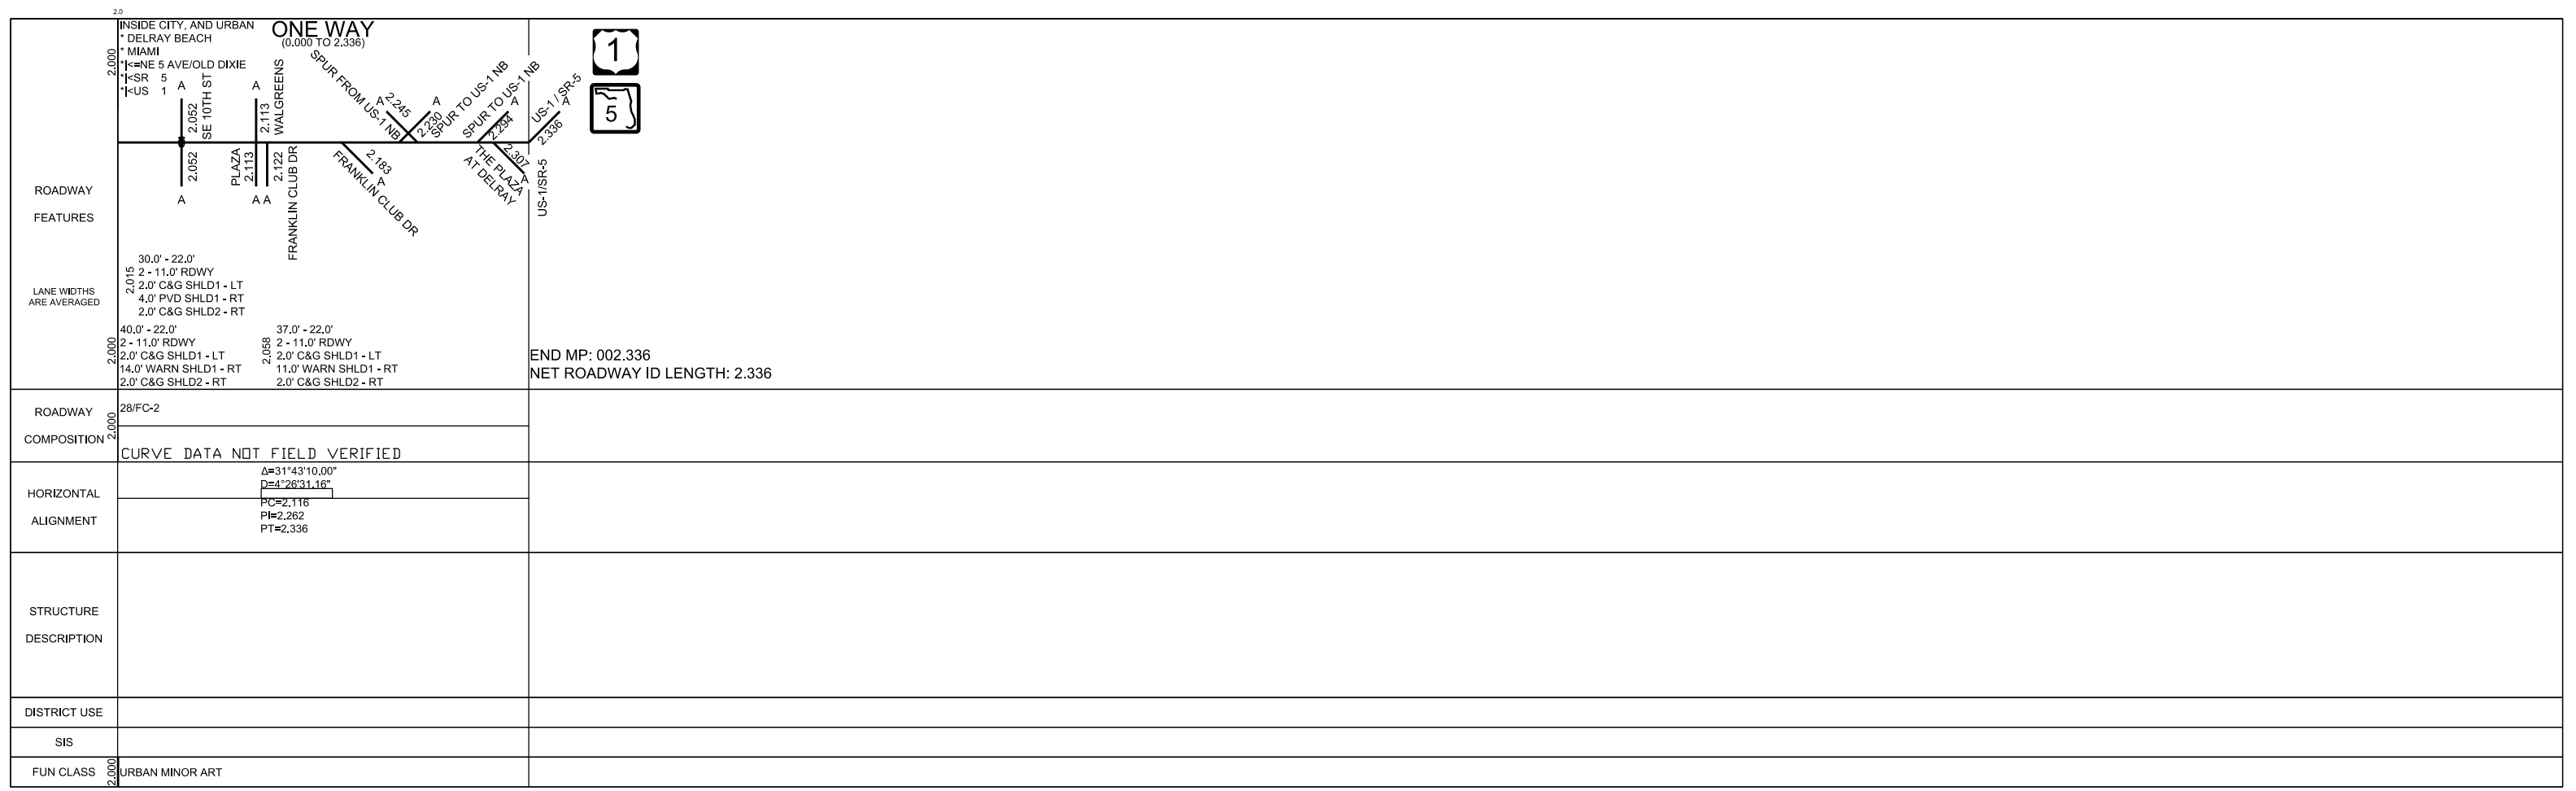 2.0
INSIDE CITY, AND URBAN
* DELRAY BEACH
* MIAMI
*|<=NE 5 AVE/OLD DIXIE
*|<SR 5
*|<US 1
2.000
ONE WAY
(0.000 TO 2.336)
1
5
A
2.052
SE 10TH ST
A
2.113
WALGREENS
SPUR FROM US-1 NB
A
2.245
A
2.230
SPUR TO US-1 NB
SPUR TO US-1 NB
A
2.294
US-1 / SR-5
A
2.336
2.052
A
PLAZA
2.113
A
2.122
A
FRANKLIN CLUB DR
2.183
A
FRANKLIN CLUB DR
2.307
A
THE PLAZA
AT DELRAY
US-1/SR-5
ROADWAY
FEATURES
LANE WIDTHS
ARE AVERAGED
2.015
30.0' - 22.0'
2 - 11.0' RDWY
2.0' C&G SHLD1 - LT
4.0' PVD SHLD1 - RT
2.0' C&G SHLD2 - RT
2.000
40.0' - 22.0'
2 - 11.0' RDWY
2.0' C&G SHLD1 - LT
14.0' WARN SHLD1 - RT
2.0' C&G SHLD2 - RT
2.058
37.0' - 22.0'
2 - 11.0' RDWY
2.0' C&G SHLD1 - LT
11.0' WARN SHLD1 - RT
2.0' C&G SHLD2 - RT
END MP: 002.336
NET ROADWAY ID LENGTH: 2.336
ROADWAY
COMPOSITION
2.000
28/FC-2
CURVE DATA NOT FIELD VERIFIED
HORIZONTAL
ALIGNMENT
Δ=31°43'10.00"
D=4°26'31.16"
PC=2.116
PI=2.262
PT=2.336
STRUCTURE
DESCRIPTION
DISTRICT USE
SIS
FUN CLASS
2.000
URBAN MINOR ART